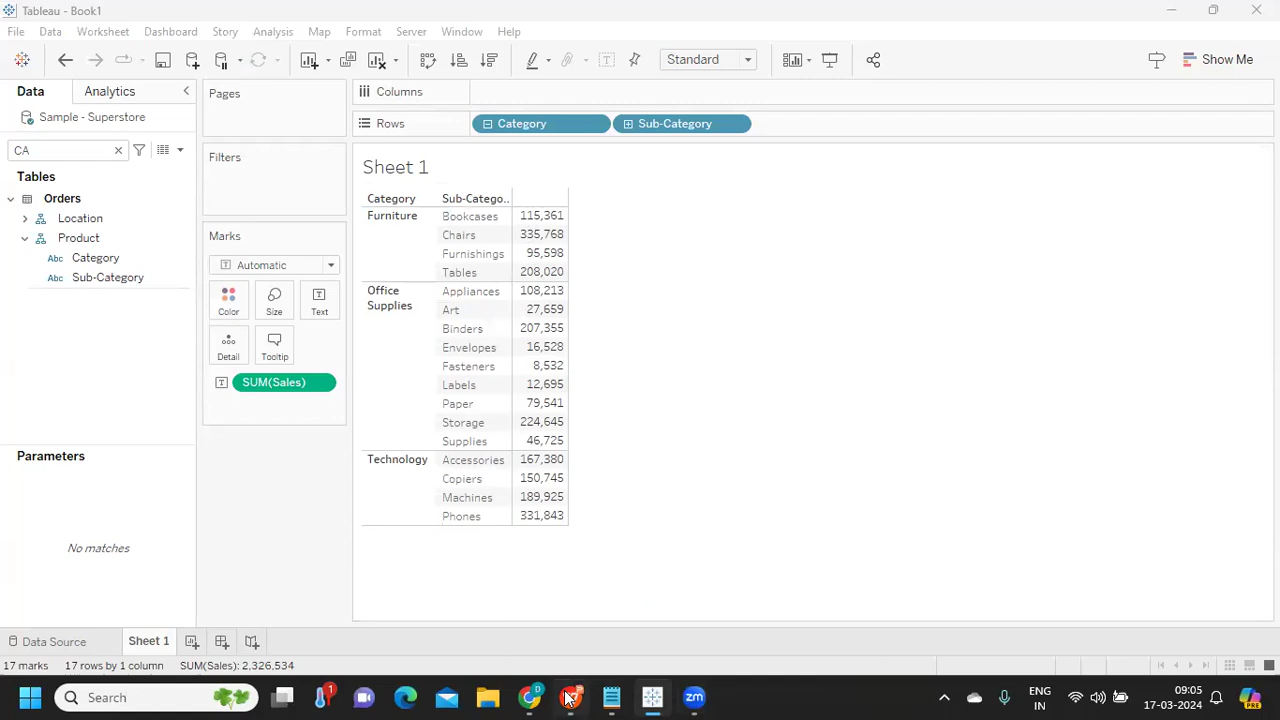 Tableau - Book1
File Data Worksheet Dashboard Story Analysis Map Format Server Window Help
Standard
Show Me
Data Analytics
Pages
Columns
Sample - Superstore
Rows
Category
Sub-Category
CA
Filters
Sheet 1
Tables
Orders
Location
Product
Abc Category
Abc Sub-Category
Marks
Automatic
Color Size Text
Detail Tooltip
SUM(Sales)
Category Sub-Catego..
Furniture Bookcases 115,361
Chairs 335,768
Furnishings 95,598
Tables 208,020
Office Supplies Appliances 108,213
Art 27,659
Binders 207,355
Envelopes 16,528
Fasteners 8,532
Labels 12,695
Paper 79,541
Storage 224,645
Supplies 46,725
Technology Accessories 167,380
Copiers 150,745
Machines 189,925
Phones 331,843
Parameters
No matches
Data Source Sheet 1
17 marks 17 rows by 1 column SUM(Sales): 2,326,534
Search
1
D
zm
ENG
IN
09:05
17-03-2024
PRE